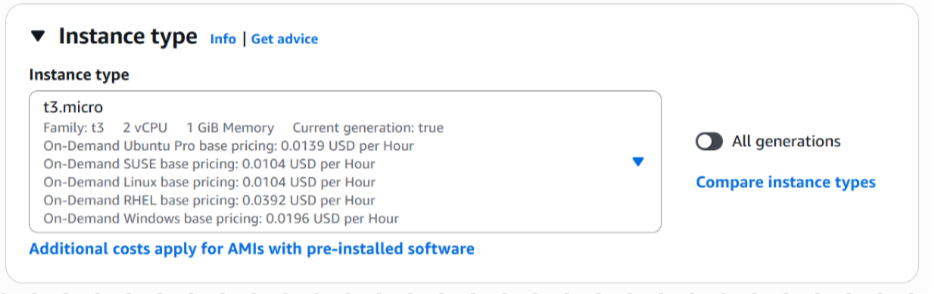 Instance type Info | Get advice
Instance type
t3.micro
Family: t3 2 vCPU 1 GiB Memory Current generation: true
On-Demand Ubuntu Pro base pricing: 0.0139 USD per Hour
On-Demand SUSE base pricing: 0.0104 USD per Hour
On-Demand Linux base pricing: 0.0104 USD per Hour
On-Demand RHEL base pricing: 0.0392 USD per Hour
On-Demand Windows base pricing: 0.0196 USD per Hour
All generations
Compare instance types
Additional costs apply for AMIs with pre-installed software